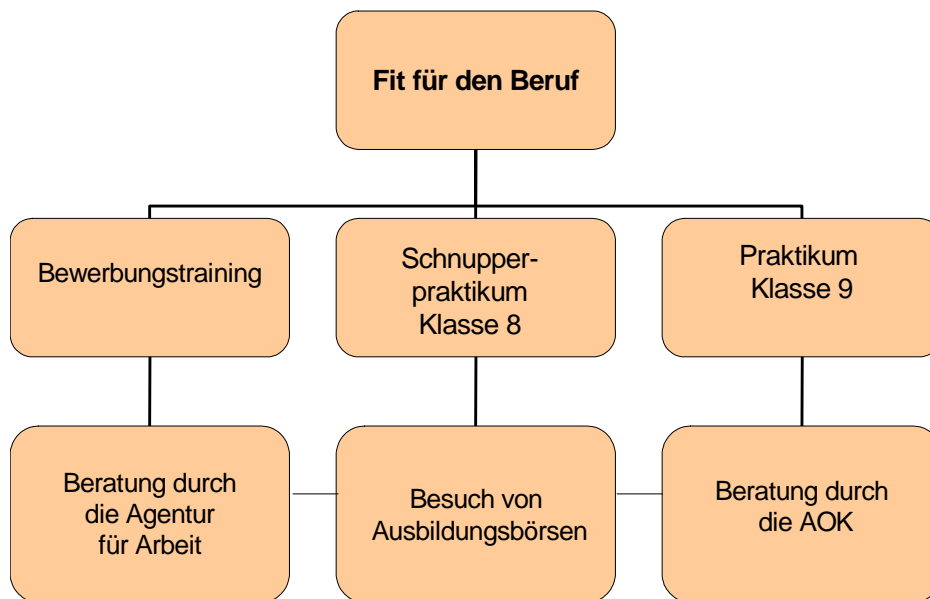 Fit für den Beruf
Bewerbungstraining
Schnupper-
praktikum
Klasse 8
Praktikum
Klasse 9
Beratung durch
die Agentur
für Arbeit
Besuch von
Ausbildungsbörsen
Beratung durch
die AOK